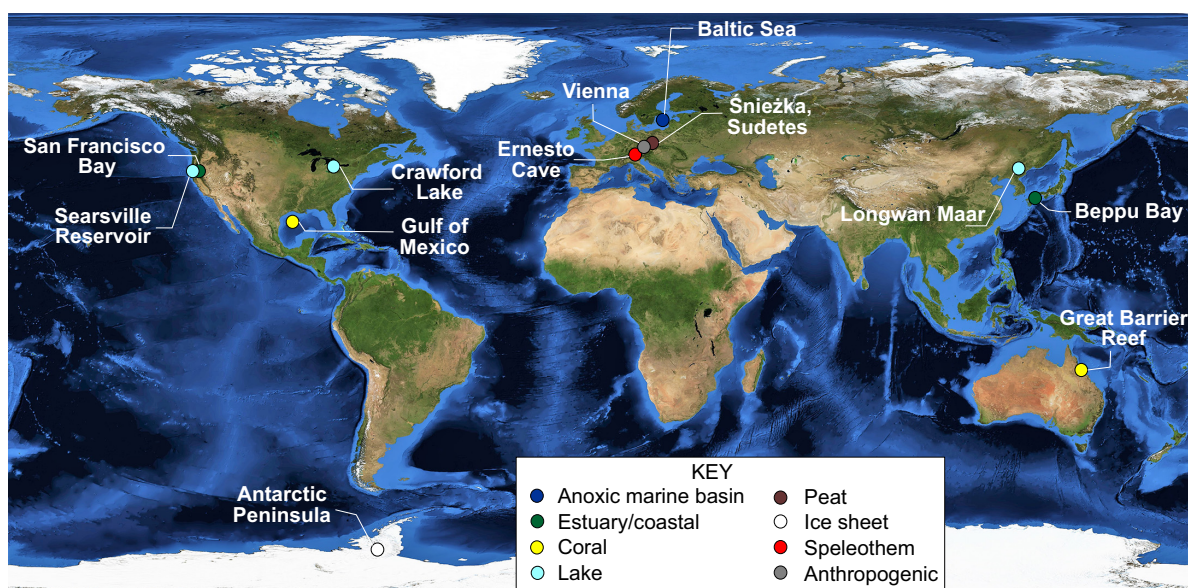 Baltic Sea
Vienna
Śnieżka,
Sudetes
San Francisco
Bay
Ernesto
Cave
Crawford
Lake
Searsville
Reservoir
Gulf of
Mexico
Longwan Maar
Beppu Bay
Great Barrier
Reef
Antarctic
Peninsula
KEY
Anoxic marine basin
Estuary/coastal
Coral
Lake
Peat
Ice sheet
Speleothem
Anthropogenic